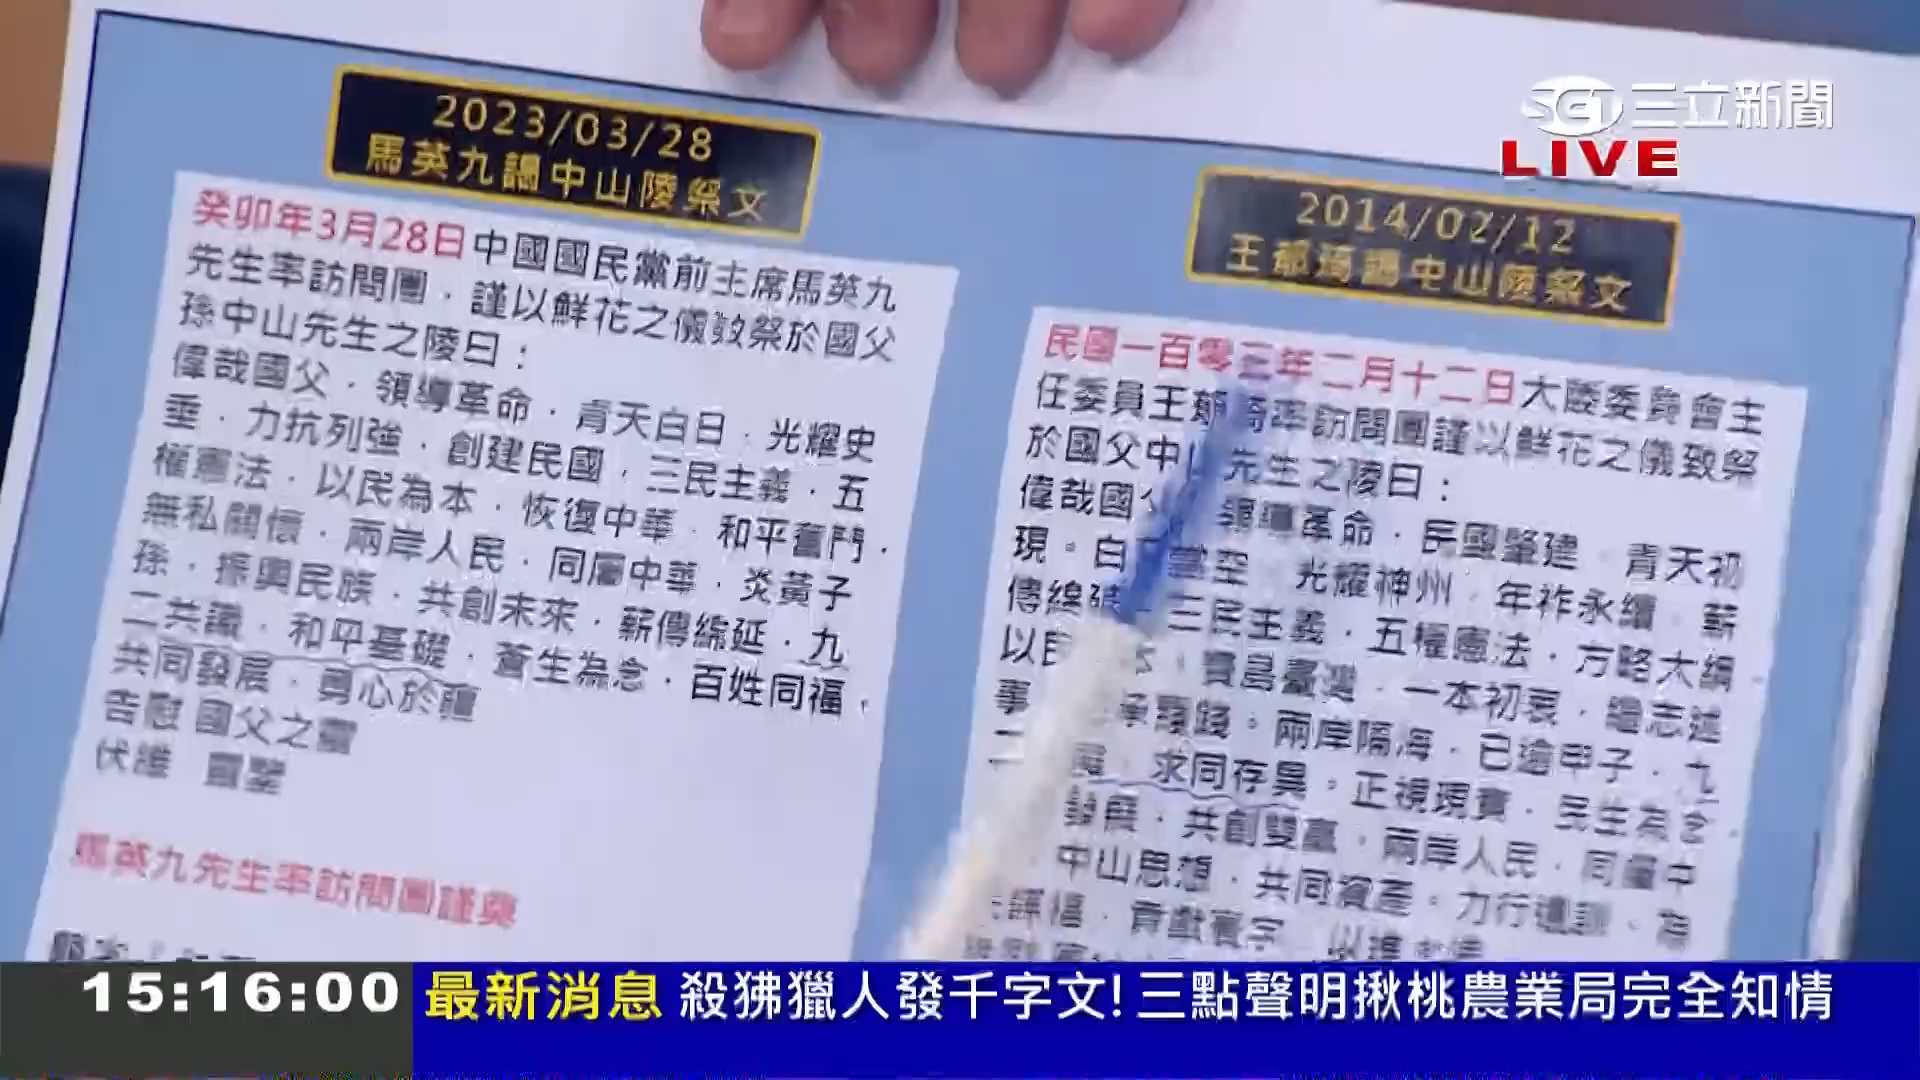 三立新聞
LIVE
2023/03/28
馬英九謁中山陵祭文
癸卯年3月28日中國國民黨前主席馬英九
先生率訪問團，謹以鮮花之儀致祭於國父
孫中山先生之陵曰：
偉哉國父，領導革命，青天白日，光耀史
垂，力抗列強，創建民國，三民主義，五
權憲法，以民為本，恢復中華，和平奮鬥，
無私關懷，兩岸人民，同屬中華，炎黃子
孫，振興民族，共創未來，薪傳綿延，九
二共識，和平基礎，蒼生為念，百姓同福，
共同發展，勇心於疆
告慰 國父之靈
伏維 靈鑒
馬英九先生率訪問團謹奠
2014/02/12
王郁琦謁中山陵祭文
民國一百零三年二月十二日大陸委員會主
任委員王郁琦率訪問團謹以鮮花之儀致祭
於國父中山先生之陵曰：
偉哉國父 領導革命，民國肇建，青天初
現。白日當空，光耀神州，年祚永續，薪
傳綿 三民主義，五權憲法，方略大綱，
以民 本，寶島臺灣，一本初衷，繼志述
事 承 踐。兩岸隔海，已逾甲子，九
二 求同存異。正視現實，民生為念，
發展，共創雙贏，兩岸人民，同屬中
中山思想，共同資產，力行遺訓，
15:16:00 最新消息 殺狒獵人發千字文! 三點聲明揪桃農業局完全知情